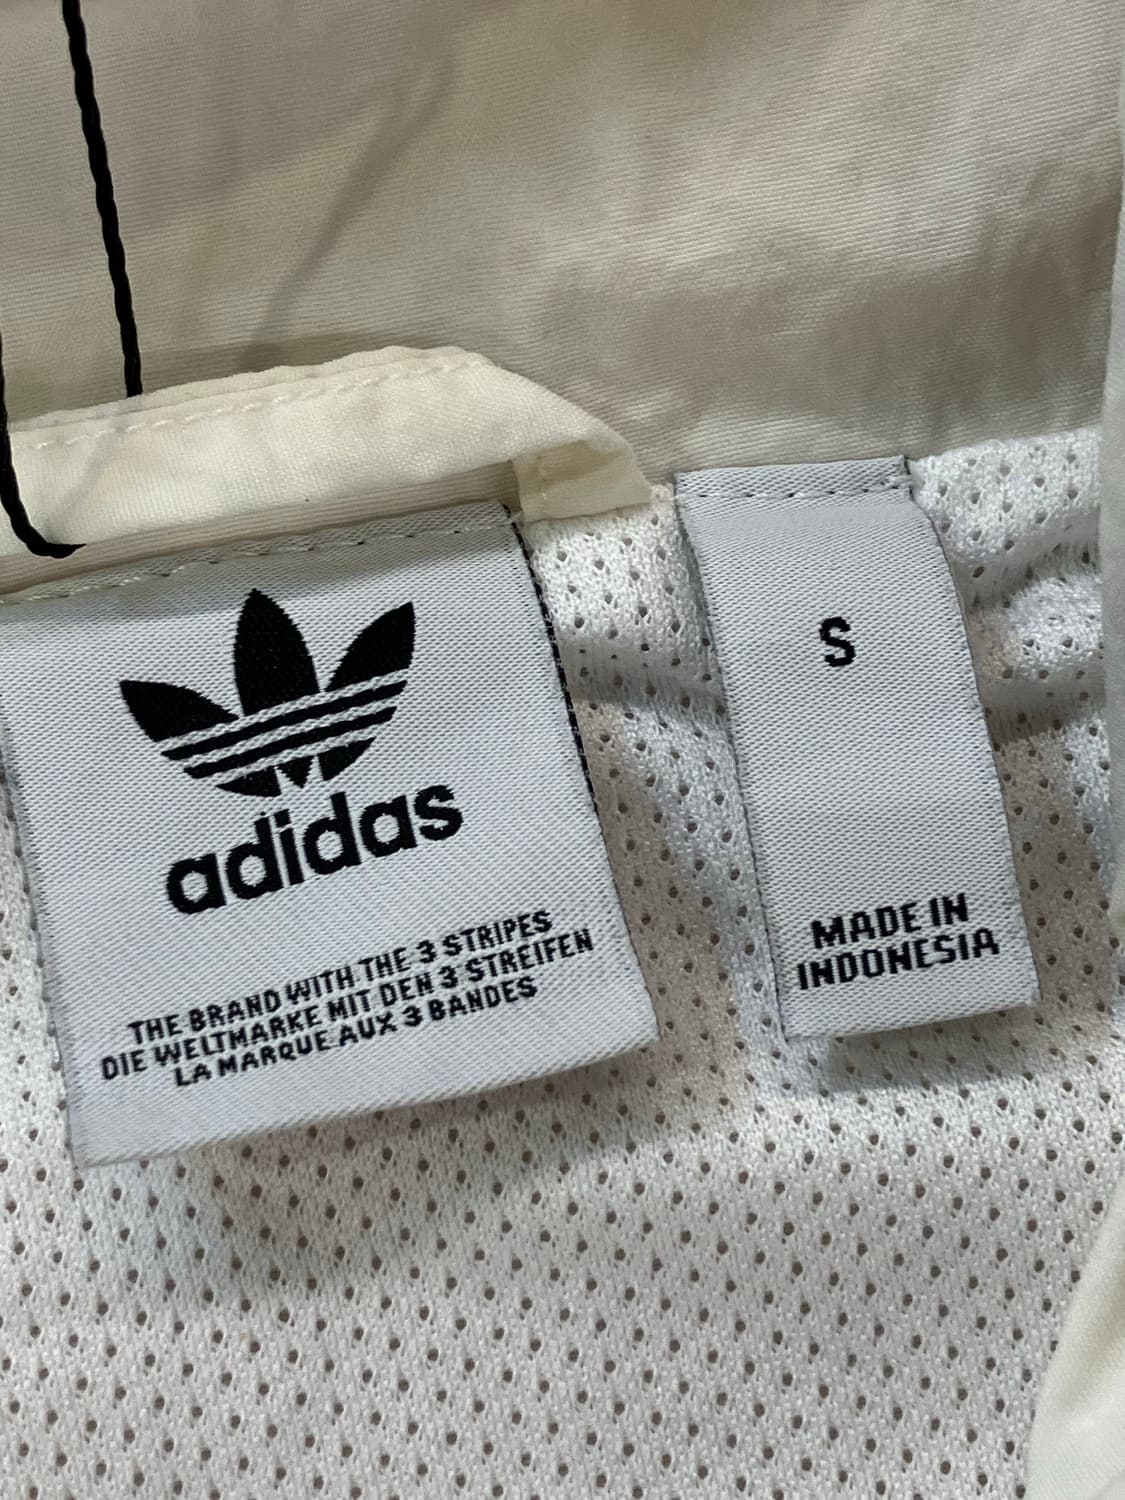 adidas
THE BRAND WITH THE 3 STRIPES
DIE WELTMARKE MIT DEN 3 STREIFEN
LA MARQUE AUX 3 BANDES
S
MADE IN
INDONESIA